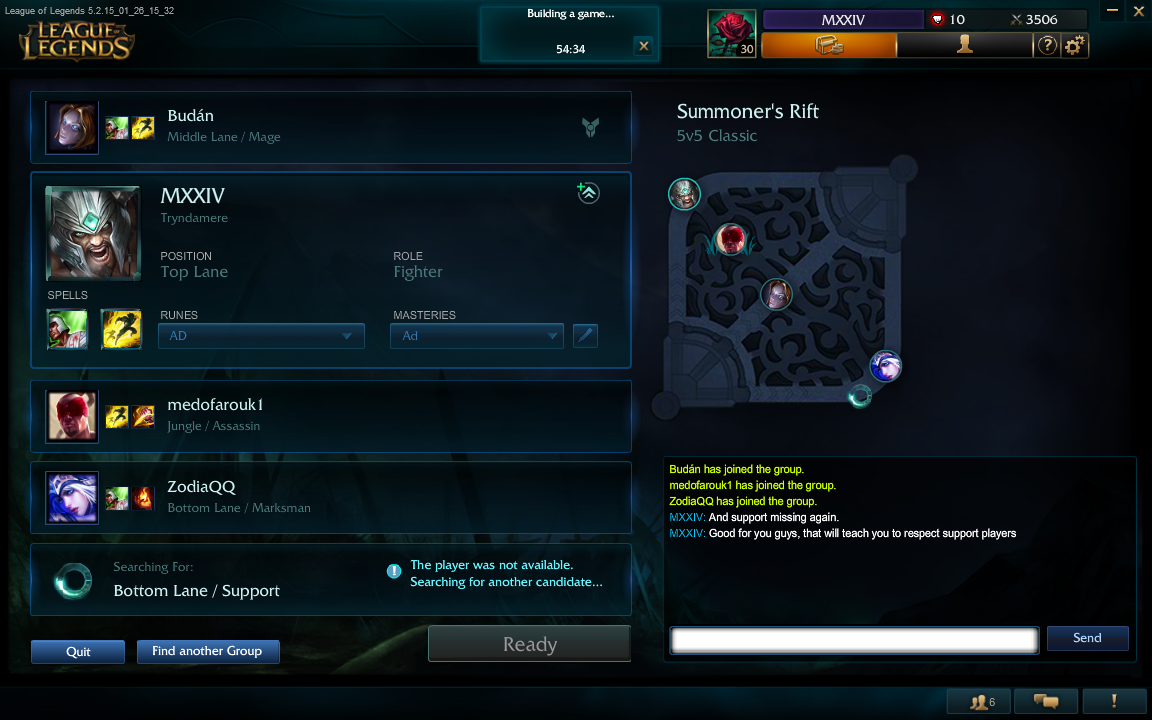 League of Legends 5.2.15_01_26_15_32
LEAGUE OF
LEGENDS
Building a game...
54:34
30
MXXIV
10
3506
?
Budán
Middle Lane / Mage
MXXIV
Tryndamere
POSITION
Top Lane
ROLE
Fighter
SPELLS
RUNES
AD
MASTERIES
Ad
medofarouk1
Jungle / Assassin
ZodiaQQ
Bottom Lane / Marksman
Searching For:
Bottom Lane / Support
The player was not available.
Searching for another candidate...
Quit
Find another Group
Ready
Summoner's Rift
5v5 Classic
Budán has joined the group.
medofarouk1 has joined the group.
ZodiaQQ has joined the group.
MXXIV: And support missing again.
MXXIV: Good for you guys, that will teach you to respect support players
Send
6
!